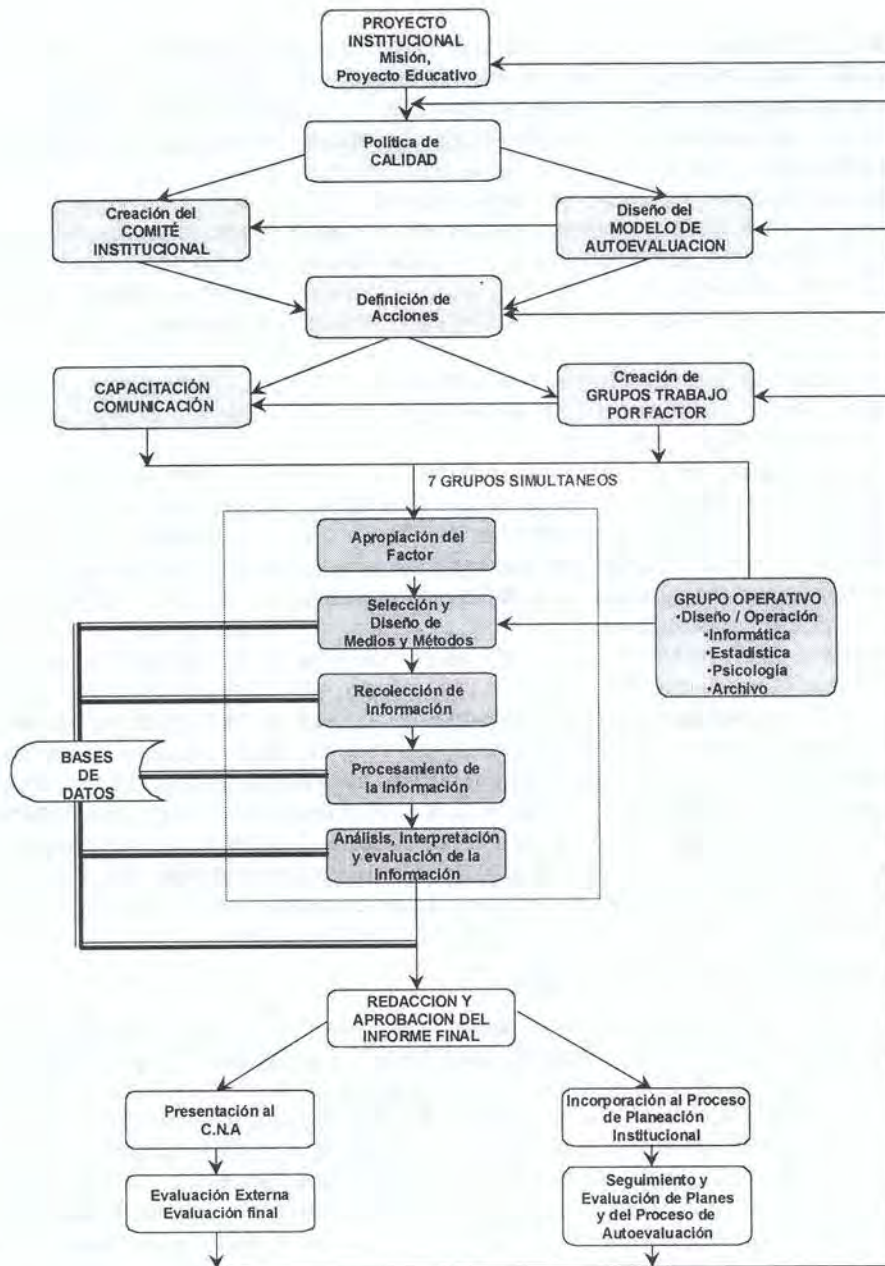 PROYECTO
INSTITUCIONAL
Misión,
Proyecto Educativo
Política de
CALIDAD
Creación del
COMITÉ
INSTITUCIONAL
Diseño del
MODELO DE
AUTOEVALUACION
Definición de
Acciones
CAPACITACIÓN
COMUNICACIÓN
Creación de
GRUPOS TRABAJO
POR FACTOR
7 GRUPOS SIMULTANEOS
Apropiación del
Factor
Selección y
Diseño de
Medios y Métodos
GRUPO OPERATIVO
•Diseño / Operación
•Informática
•Estadística
•Psicología
•Archivo
Recolección de
Información
BASES
DE
DATOS
Procesamiento de
la Información
Análisis, Interpretación
y evaluación de la
Información
REDACCION Y
APROBACION DEL
INFORME FINAL
Presentación al
C.N.A
Incorporación al Proceso
de Planeación
Institucional
Evaluación Externa
Evaluación final
Seguimiento y
Evaluación de Planes
y del Proceso de
Autoevaluación